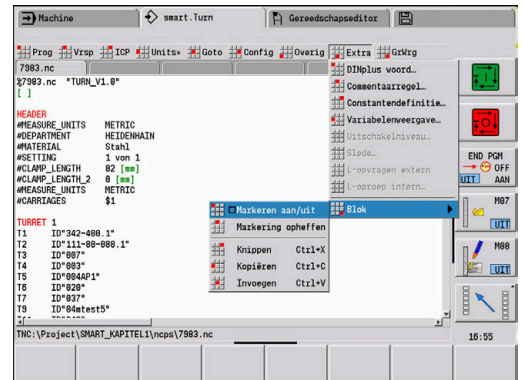 Machine
smart.Turn
Gereedschapseditor
Prog Vrsp ICP Units» Goto Config Overig Extra GrWrg
7983.nc
%7983.nc "TURN_V1.0"
[ ]
HEADER
#MEASURE_UNITS METRIC
#DEPARTMENT HEIDENHAIN
#MATERIAL Stahl
#SETTING 1 von 1
#CLAMP_LENGTH 82 [mm]
#CLAMP_LENGTH_2 0 [mm]
#MEASURE_UNITS METRIC
#CARRIAGES $1
TURRET 1
T1 ID"342-400.1"
T2 ID"111-80-080.1"
T3 ID"007"
T4 ID"003"
T5 ID"004AP1"
T6 ID"020"
T7 ID"037"
T9 ID"04mtest5"
DINplus woord…
Commentaarregel…
Constantendefinitie…
Variabelenweergave…
Uitschakelniveau…
Slede…
L-opvragen extern
L-oproep intern…
Blok
Markeren aan/uit
Markering opheffen
Knippen Ctrl+X
Kopiëren Ctrl+C
Invoegen Ctrl+V
END PGM
OFF
UIT AAN
M07
UIT
M08
UIT
TNC:\Project\SMART_KAPITEL1\ncps\7983.nc
16:55